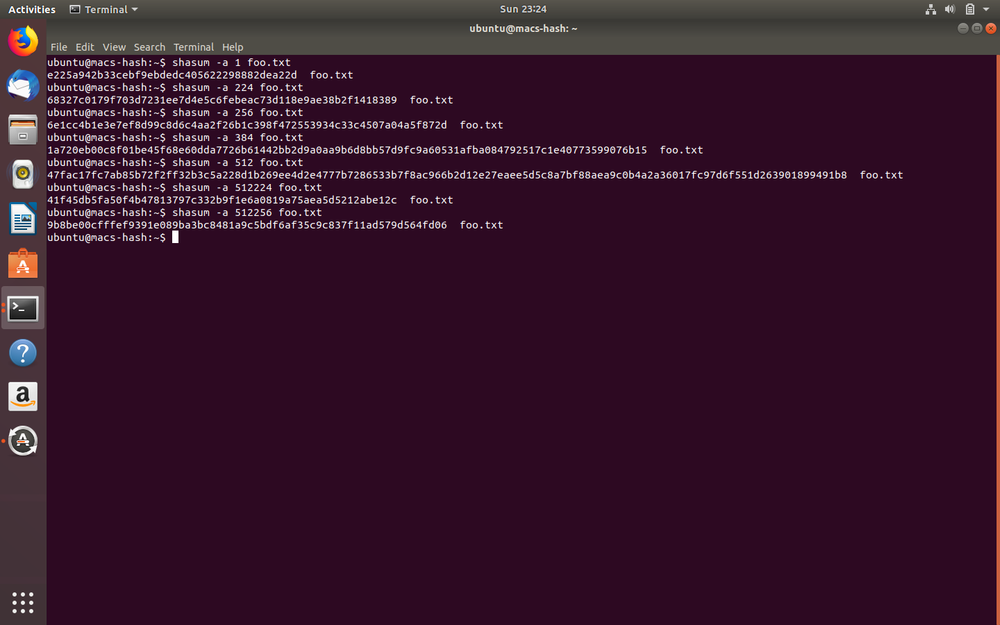 Activities Terminal Sun 23:24
ubuntu@macs-hash: ~
File Edit View Search Terminal Help
ubuntu@macs-hash:~$ shasum -a 1 foo.txt
e225a942b33cebf9ebdedc405622298882dea22d  foo.txt
ubuntu@macs-hash:~$ shasum -a 224 foo.txt
68327c0179f703d7231ee7d4e5c6febeac73d118e9ae38b2f1418389  foo.txt
ubuntu@macs-hash:~$ shasum -a 256 foo.txt
6e1cc4b1e3e7ef8d99c8d6c4aa2f26b1c398f472553934c33c4507a04a5f872d  foo.txt
ubuntu@macs-hash:~$ shasum -a 384 foo.txt
1a720eb00c8f01be45f68e60dda7726b61442bb2d9a0aa9b6d8bb57d9fc9a60531afba084792517c1e40773599076b15  foo.txt
ubuntu@macs-hash:~$ shasum -a 512 foo.txt
47fac17fc7ab85b72f2ff32b3c5a228d1b269ee4d2e4777b7286533b7f8ac966b2d12e27eaee5d5c8a7bf88aea9c0b4a2a36017fc97d6f551d263901899491b8  foo.txt
ubuntu@macs-hash:~$ shasum -a 512224 foo.txt
41f45db5fa50f4b47813797c332b9f1e6a0819a75aea5d5212abe12c  foo.txt
ubuntu@macs-hash:~$ shasum -a 512256 foo.txt
9b8be00cfffef9391e089ba3bc8481a9c5bdf6af35c9c837f11ad579d564fd06  foo.txt
ubuntu@macs-hash:~$